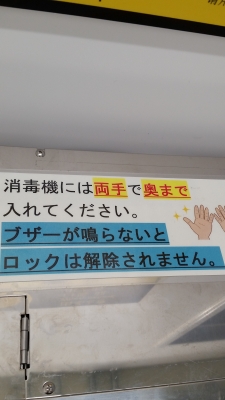 消毒機には両手で奥まで
入れてください。
ブザーが鳴らないと
ロックは解除されません。